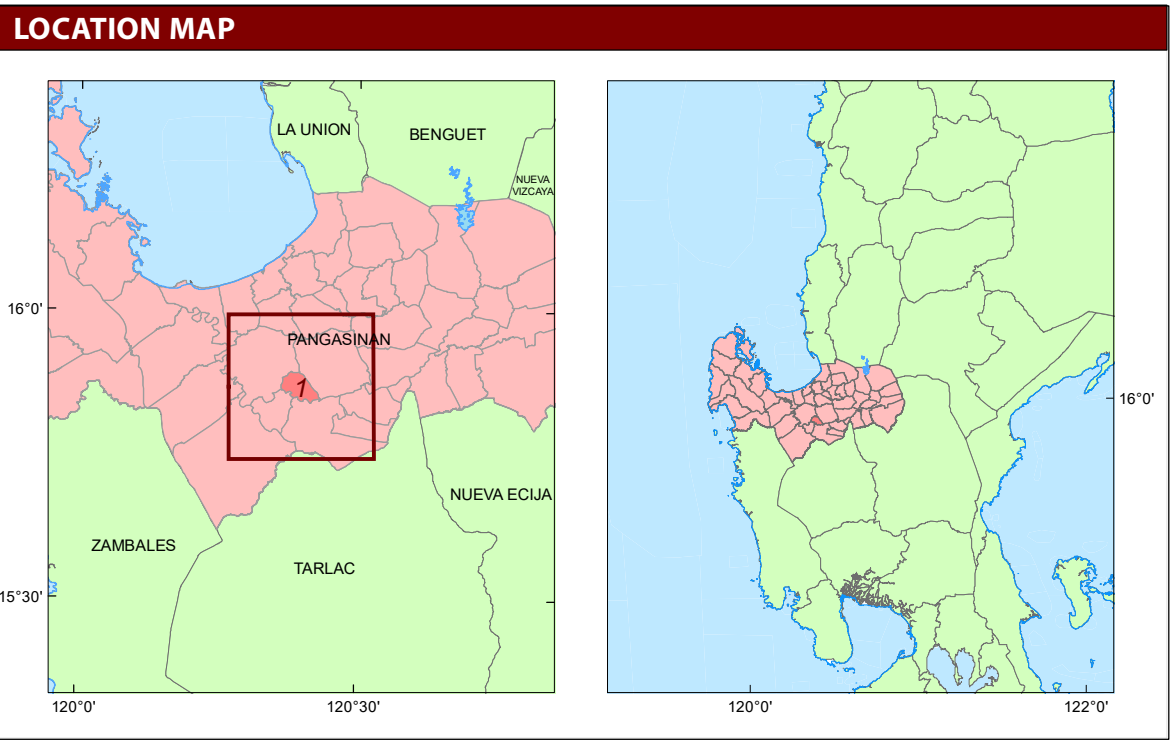 LOCATION MAP
LA UNION
BENGUET
NUEVA
VIZCAYA
16°0'
PANGASINAN
1
16°0'
NUEVA ECIJA
ZAMBALES
TARLAC
15°30'
120°0'
120°30'
120°0'
122°0'